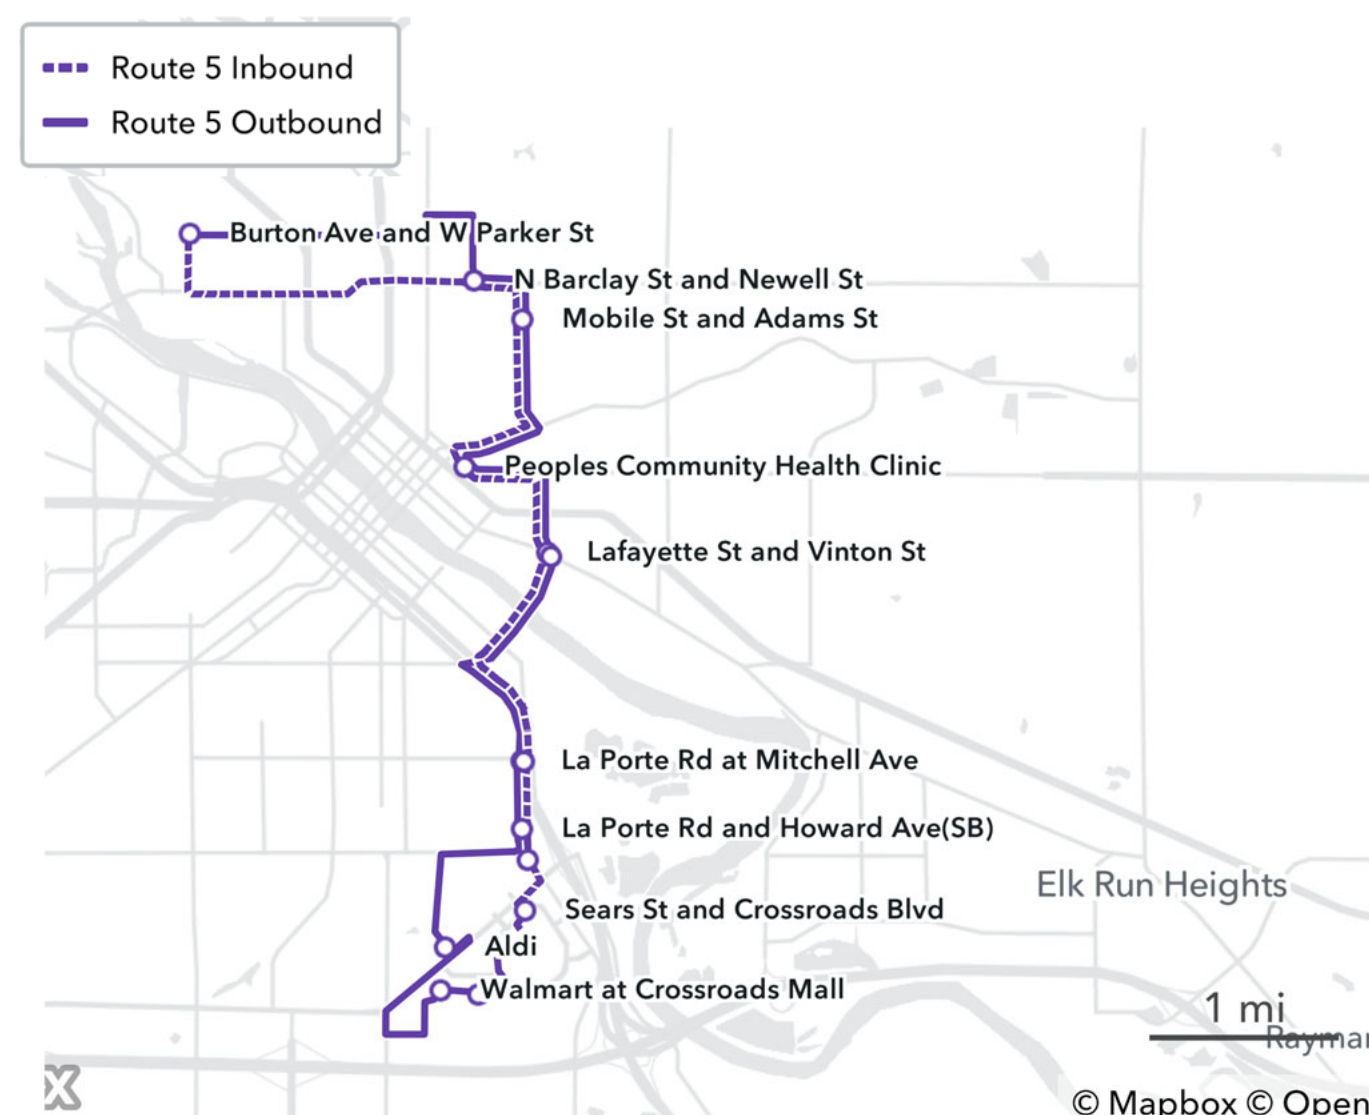 Route 5 Inbound
Route 5 Outbound
Burton Ave and W Parker St
N Barclay St and Newell St
Mobile St and Adams St
Peoples Community Health Clinic
Lafayette St and Vinton St
La Porte Rd at Mitchell Ave
La Porte Rd and Howard Ave(SB)
Elk Run Heights
Sears St and Crossroads Blvd
Aldi
Walmart at Crossroads Mall
1 mi
Raymar
x
© Mapbox © Open